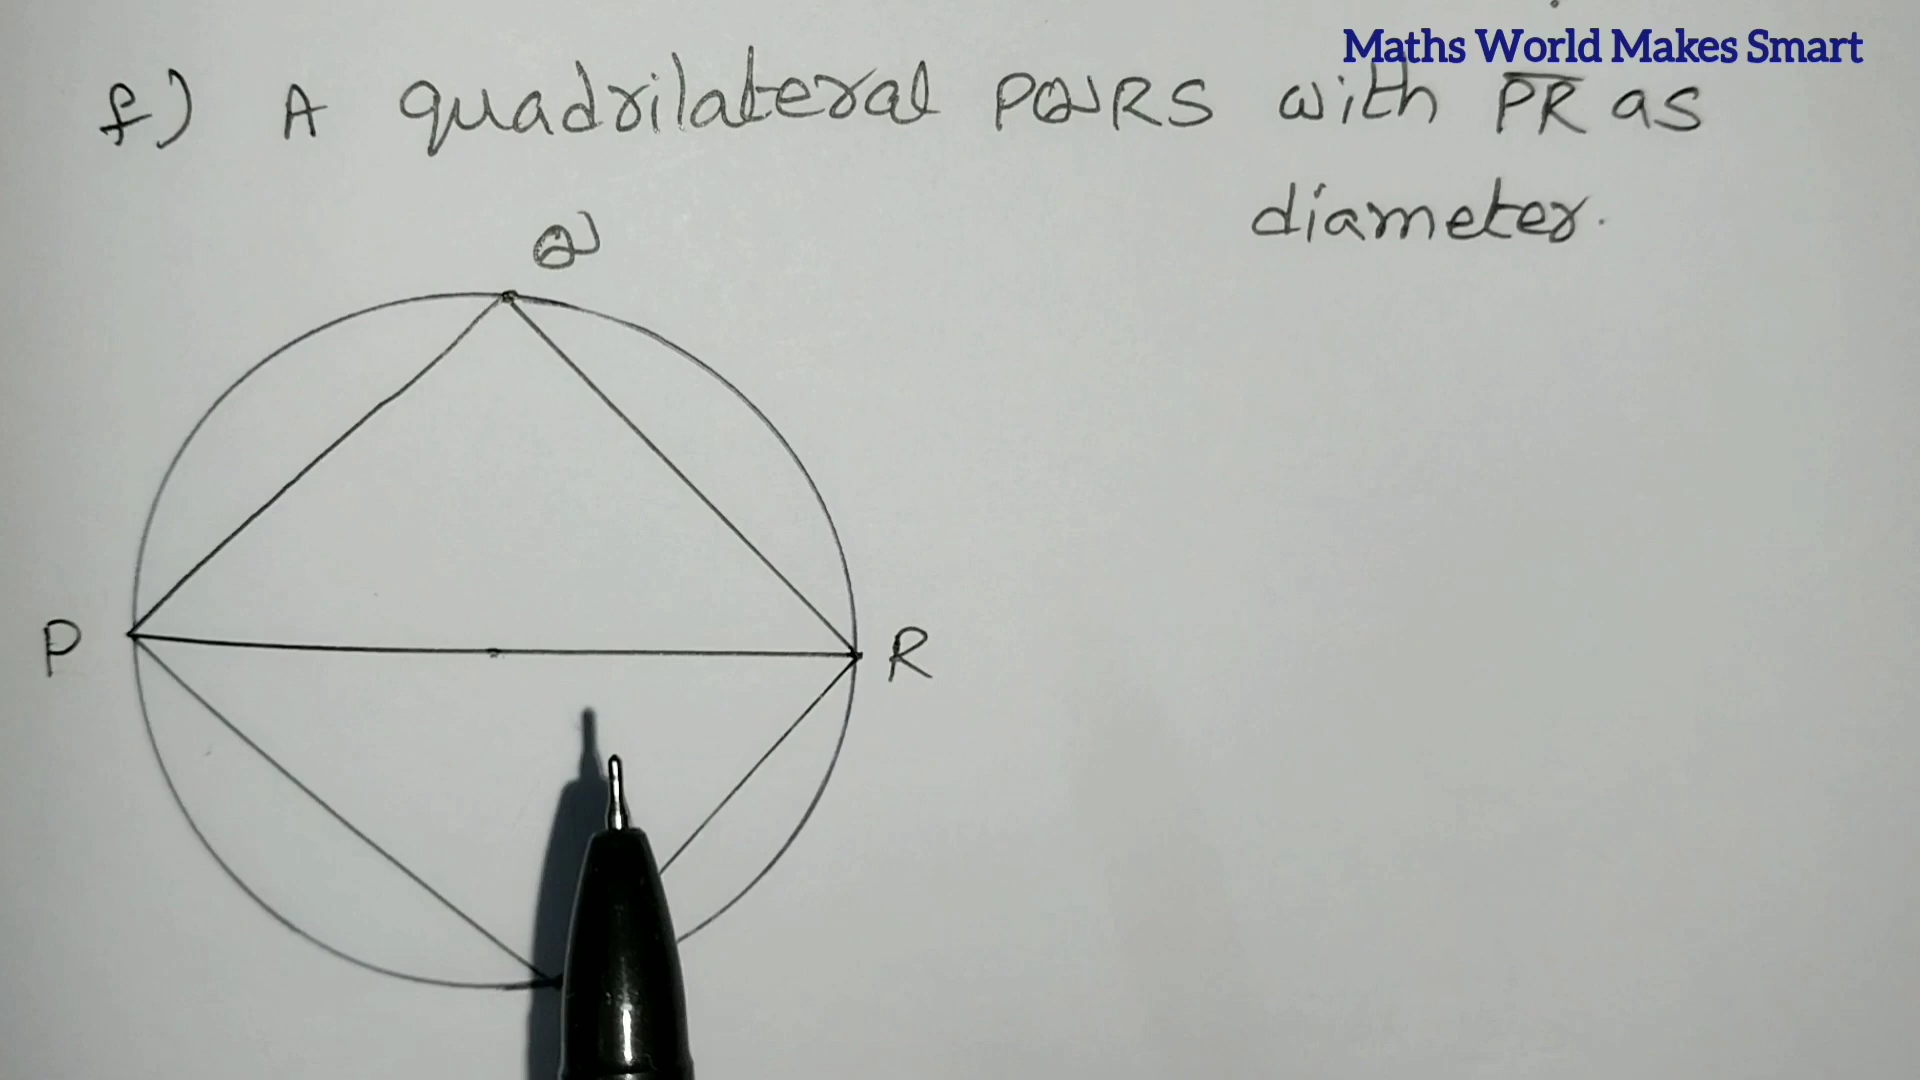 Maths World Makes Smart
f) A quadrilateral PQRS with PR as
diameter.
Q
P
R